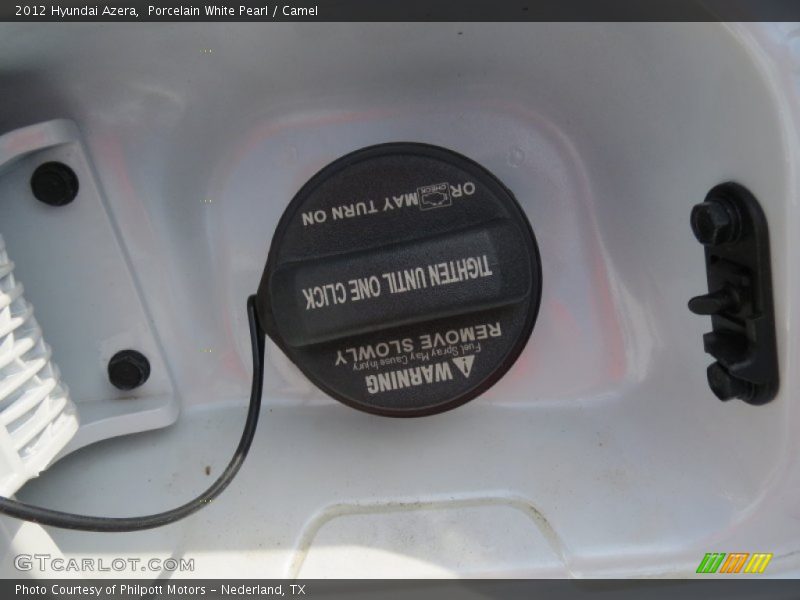 2012 Hyundai Azera,  Porcelain White Pearl / Camel
WARNING
Fuel Spray May Cause Injury
REMOVE SLOWLY
TIGHTEN UNTIL ONE CLICK
OR CHECK MAY TURN ON
GTCARLOT.COM
Photo Courtesy of Philpott Motors – Nederland, TX